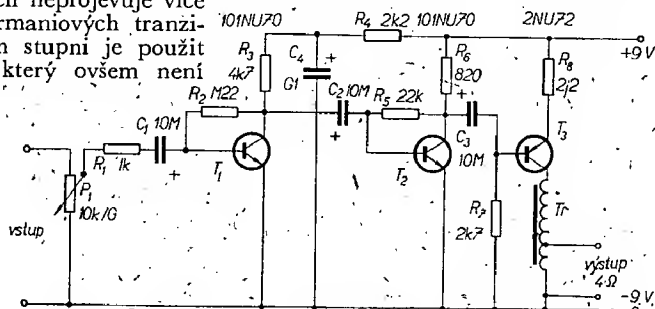 ch neprojevuje více
rmaniových tranzi-
m stupni je použit
který ovšem není
101NU70
R4 2k2
101NU70
2NU72
+9 V
R3
4k7
C4
G1
R6
820
R8
2j2
R2 M22
C2 10M
R5 22k
C1 10M
C3
10M
T3
R1 1k
T1
T2
P1
10k/G
vstup
R7
2k7
Tr
výstup
4Ω
-9 V